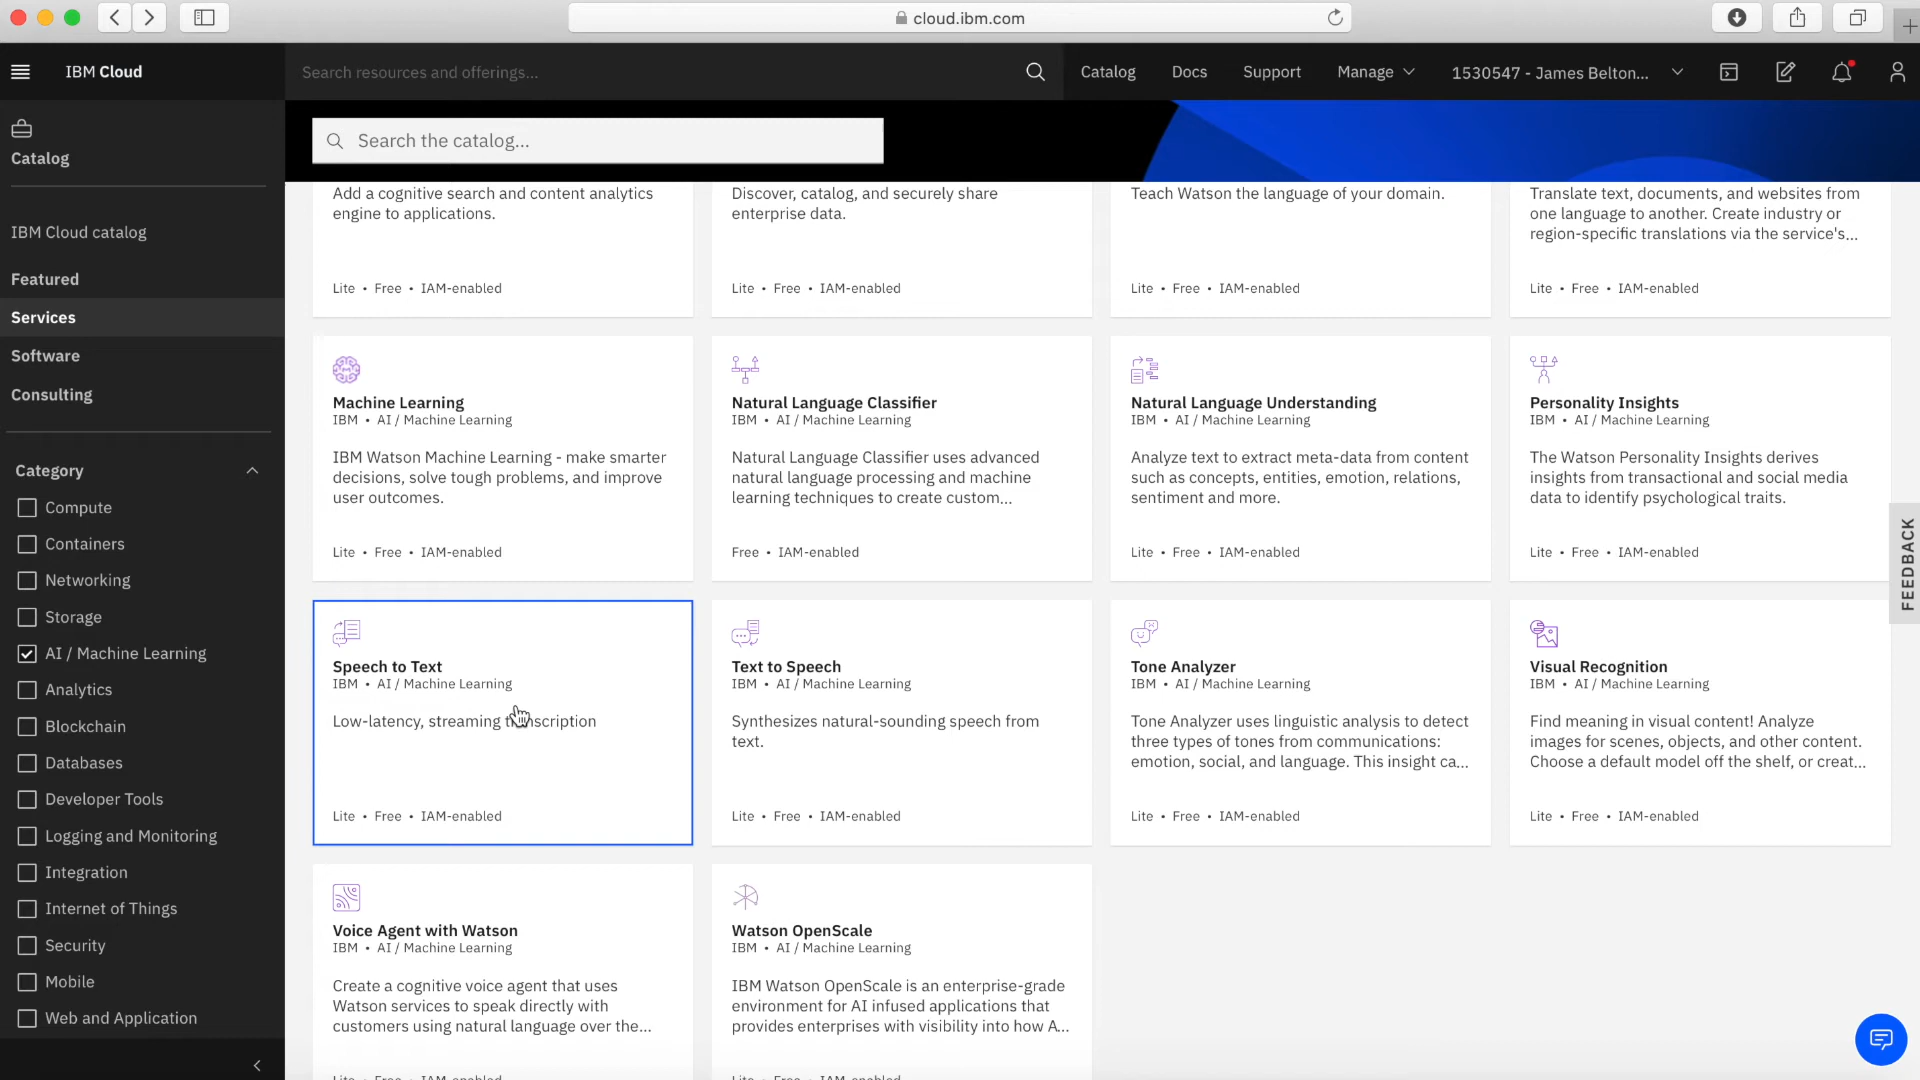 cloud.ibm.com
IBM Cloud
Search resources and offerings...
Catalog
Docs
Support
Manage
1530547 - James Belton...
Catalog
IBM Cloud catalog
Featured
Services
Software
Consulting
Category
Compute
Containers
Networking
Storage
AI / Machine Learning
Analytics
Blockchain
Databases
Developer Tools
Logging and Monitoring
Integration
Internet of Things
Security
Mobile
Web and Application
Search the catalog...
Add a cognitive search and content analytics
engine to applications.
Lite • Free • IAM-enabled
Discover, catalog, and securely share
enterprise data.
Lite • Free • IAM-enabled
Teach Watson the language of your domain.
Lite • Free • IAM-enabled
Translate text, documents, and websites from
one language to another. Create industry or
region-specific translations via the service's...
Lite • Free • IAM-enabled
Machine Learning
IBM • AI / Machine Learning
IBM Watson Machine Learning - make smarter
decisions, solve tough problems, and improve
user outcomes.
Lite • Free • IAM-enabled
Natural Language Classifier
IBM • AI / Machine Learning
Natural Language Classifier uses advanced
natural language processing and machine
learning techniques to create custom...
Free • IAM-enabled
Natural Language Understanding
IBM • AI / Machine Learning
Analyze text to extract meta-data from content
such as concepts, entities, emotion, relations,
sentiment and more.
Lite • Free • IAM-enabled
Personality Insights
IBM • AI / Machine Learning
The Watson Personality Insights derives
insights from transactional and social media
data to identify psychological traits.
Lite • Free • IAM-enabled
Speech to Text
IBM • AI / Machine Learning
Low-latency, streaming transcription
Lite • Free • IAM-enabled
Text to Speech
IBM • AI / Machine Learning
Synthesizes natural-sounding speech from
text.
Lite • Free • IAM-enabled
Tone Analyzer
IBM • AI / Machine Learning
Tone Analyzer uses linguistic analysis to detect
three types of tones from communications:
emotion, social, and language. This insight ca...
Lite • Free • IAM-enabled
Visual Recognition
IBM • AI / Machine Learning
Find meaning in visual content! Analyze
images for scenes, objects, and other content.
Choose a default model off the shelf, or creat...
Lite • Free • IAM-enabled
Voice Agent with Watson
IBM • AI / Machine Learning
Create a cognitive voice agent that uses
Watson services to speak directly with
customers using natural language over the...
Lite • Free • IAM-enabled
Watson OpenScale
IBM • AI / Machine Learning
IBM Watson OpenScale is an enterprise-grade
environment for AI infused applications that
provides enterprises with visibility into how A...
Lite • Free • IAM-enabled
FEEDBACK